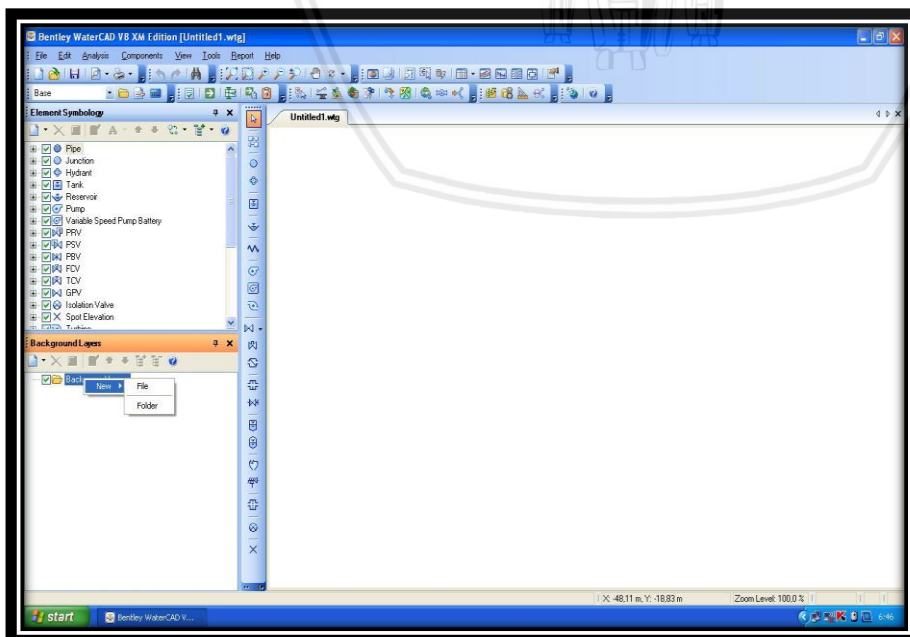 Bentley WaterCAD V8 XM Edition [Untitled1.wtg]
File Edit Analysis Components View Tools Report Help
Base
Element Symbology
Untitled1.wtg
Pipe
Junction
Hydrant
Tank
Reservoir
Pump
Variable Speed Pump Battery
PRV
PSV
PBV
FCV
TCV
GPV
Isolation Valve
Spot Elevation
Turbine
Background Layers
New
File
Folder
X: -48,11 m, Y: -18,83 m
Zoom Level: 100,0 %
start
Bentley WaterCAD V...
6:46